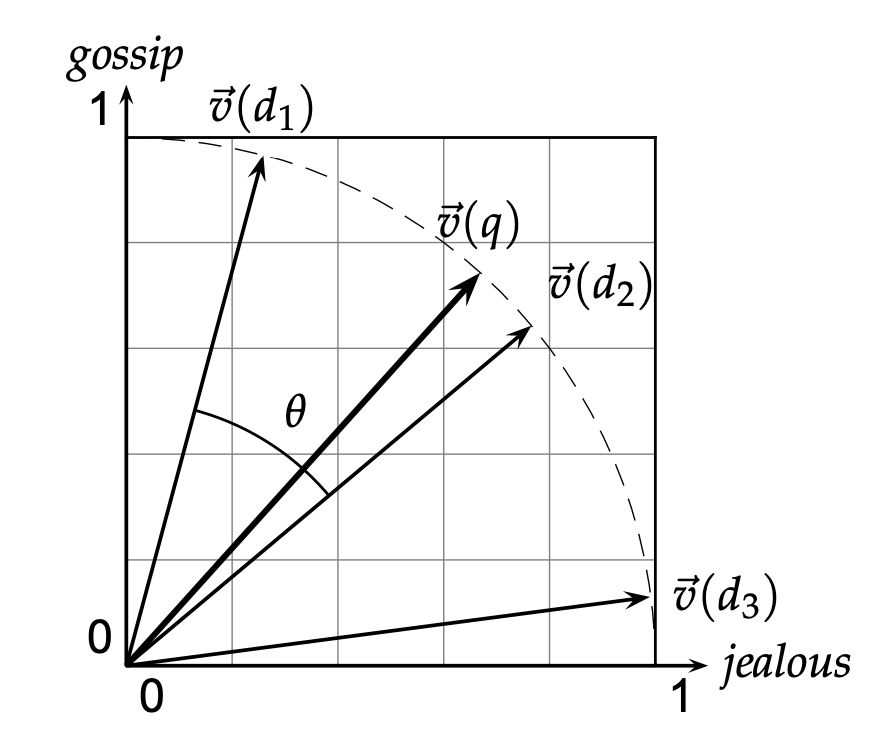 gossip
1
v⃗(d₁)
v⃗(q)
v⃗(d₂)
θ
v⃗(d₃)
0
jealous
0
1